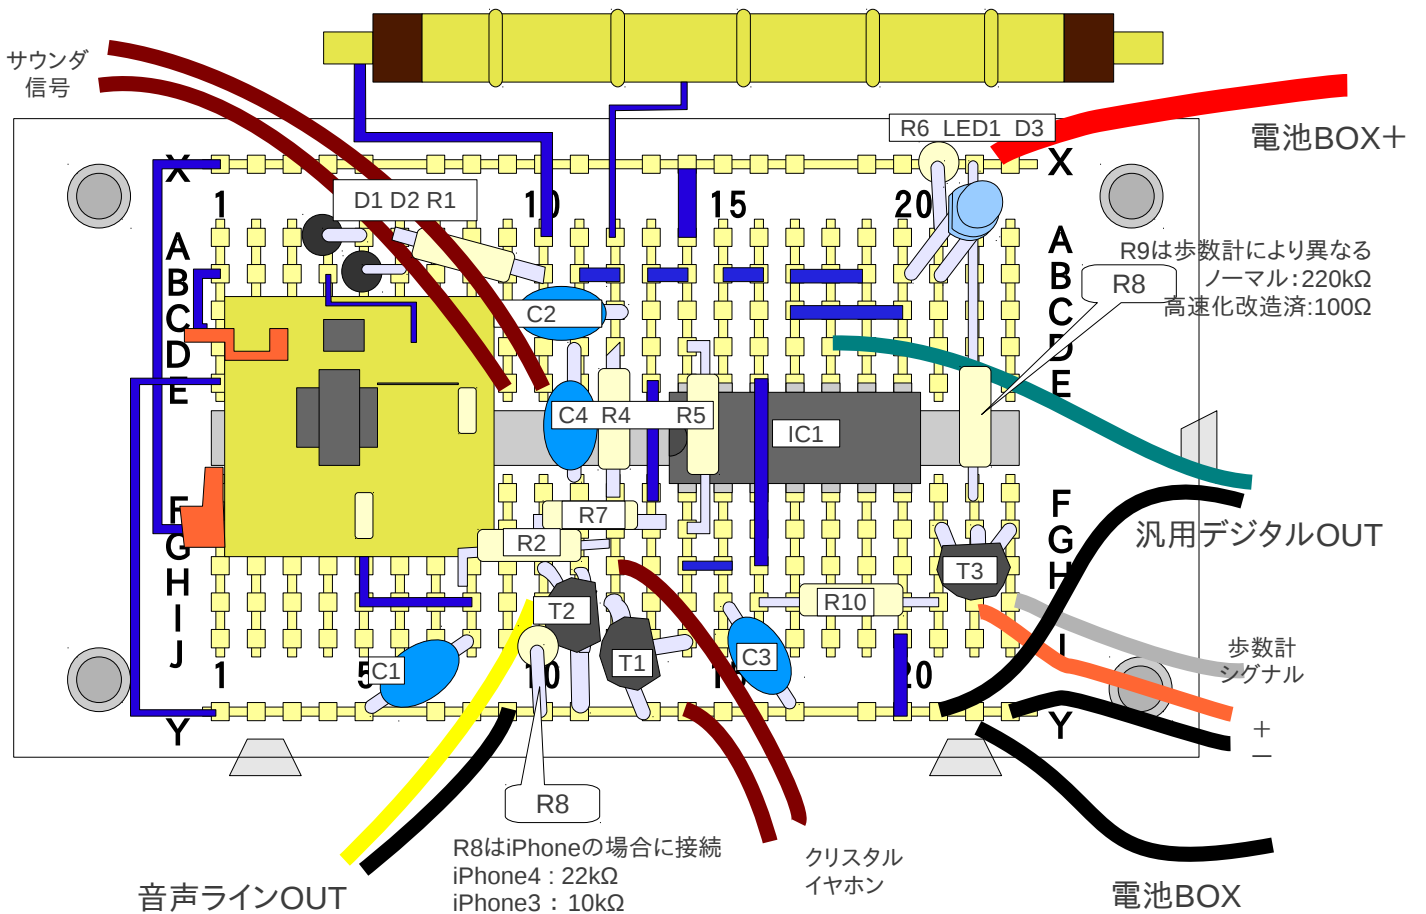 サウンダ
信号
R6 LED1 D3
電池BOX＋
X
X
1
10
15
20
D1 D2 R1
A
B
C
D
E
A
B
C
D
E
R9は歩数計により異なる
ノーマル：220kΩ
高速化改造済:100Ω
R8
C2
C4 R4
R5
IC1
F
G
H
I
J
F
G
H
I
汎用デジタルOUT
R7
R2
T3
T2
R10
T1
C1
C3
歩数計
シグナル
1
5
10
15
20
Y
Y
＋
－
R8
R8はiPhoneの場合に接続
iPhone4 : 22kΩ
iPhone3 : 10kΩ
クリスタル
イヤホン
音声ラインOUT
電池BOX